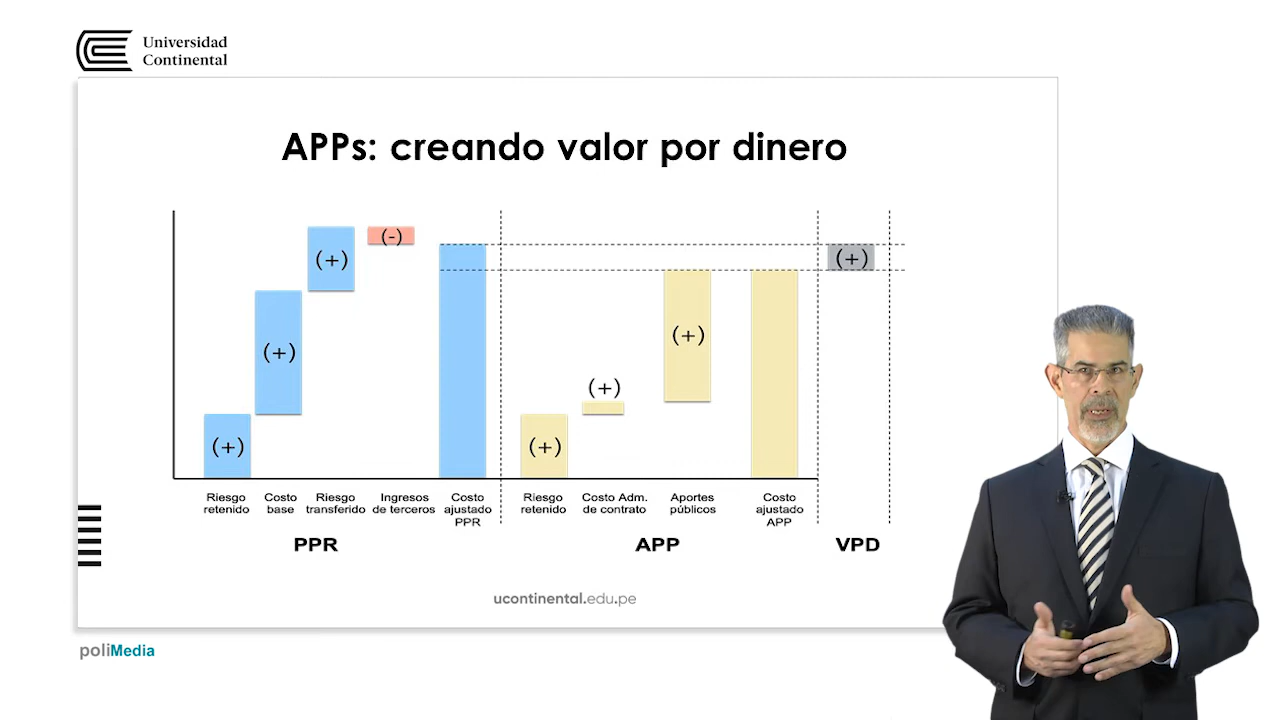 Universidad
Continental
APPs: creando valor por dinero
(+)
(+)
(+)
(-)
(+)
(+)
(+)
(+)
Riesgo
retenido
Costo
base
Riesgo
transferido
Ingresos
de terceros
Costo
ajustado
PPR
Riesgo
retenido
Costo Adm.
de contrato
Aportes
públicos
Costo
ajustado
APP
PPR
APP
VPD
ucontinental.edu.pe
poliMedia